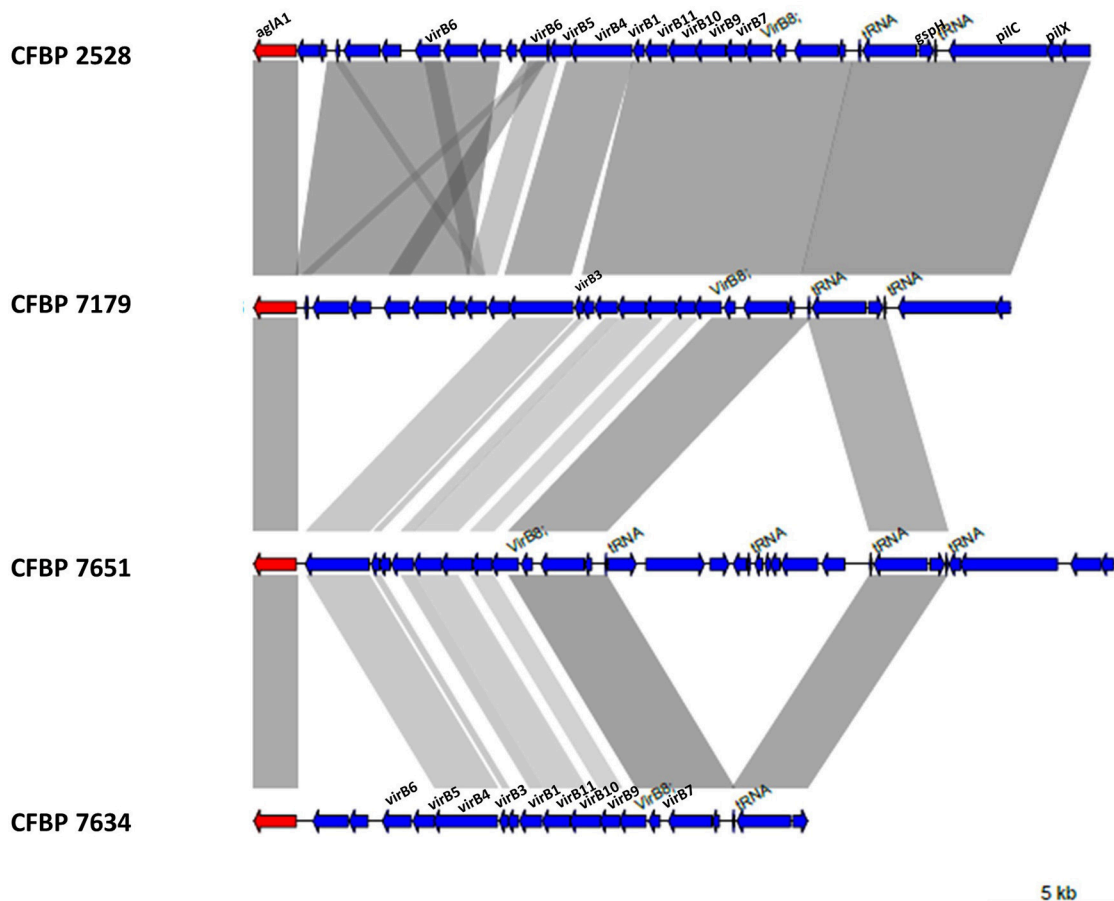 aglA1 virB6 virB6 virB5 virB4 virB1 virB11 virB10 virB9 virB7 VirB8; tRNA gspH tRNA pilC pilX
CFBP 2528
virB3 VirB8; tRNA tRNA
CFBP 7179
VirB8; tRNA tRNA tRNA tRNA
CFBP 7651
virB6 virB5 virB4 virB3 virB1 virB11 virB10 virB9 VirB8; virB7 tRNA
CFBP 7634
5 kb